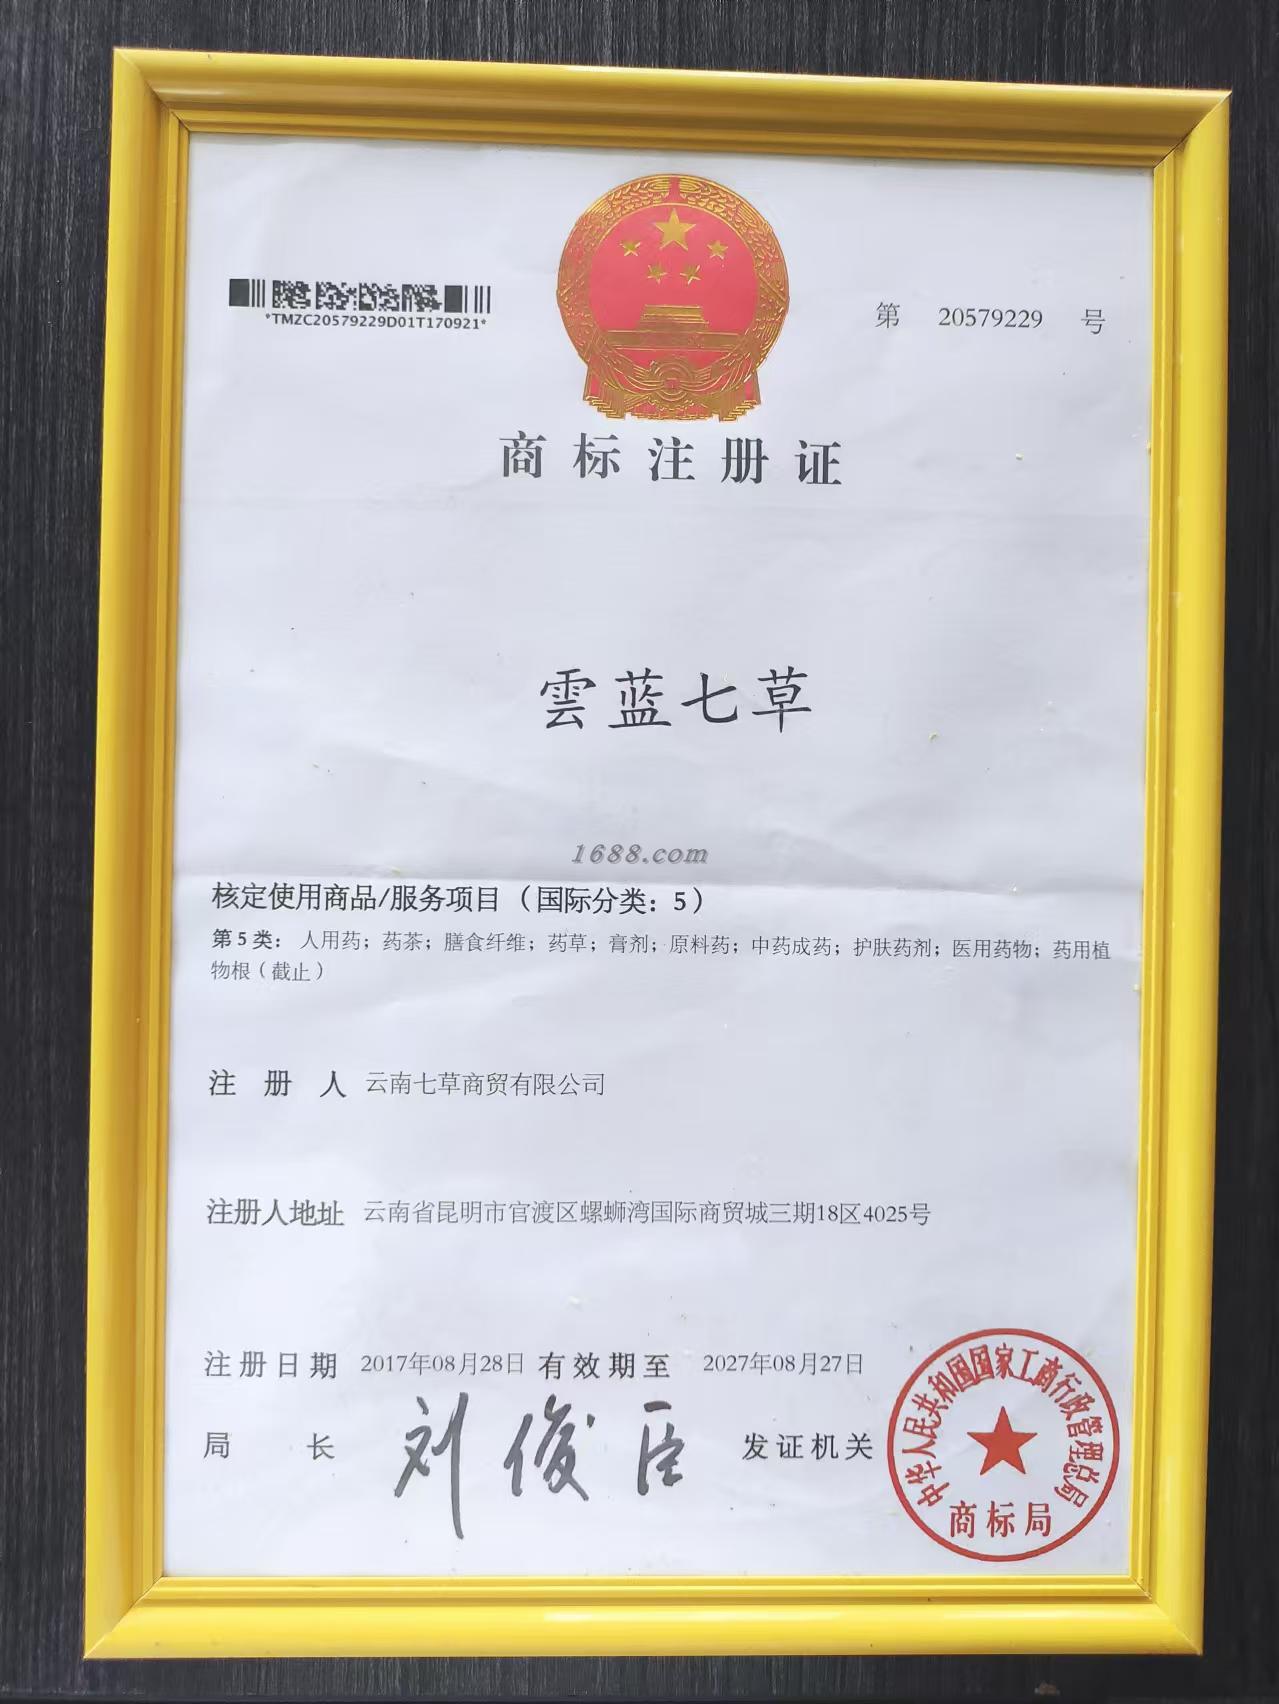 *TMZC20579229D01T170921*
第 20579229 号
商标注册证
雲蓝七草
1688.com
核定使用商品/服务项目（国际分类：5）
第5类：人用药；药茶；膳食纤维；药草；膏剂；原料药；中药成药；护肤药剂；医用药物；药用植
物根（截止）
注册人 云南七草商贸有限公司
注册人地址 云南省昆明市官渡区螺蛳湾国际商贸城三期18区4025号
注册日期 2017年08月28日 有效期至 2027年08月27日
局长 刘俊臣 发证机关
中华人民共和国国家工商行政管理总局
商标局